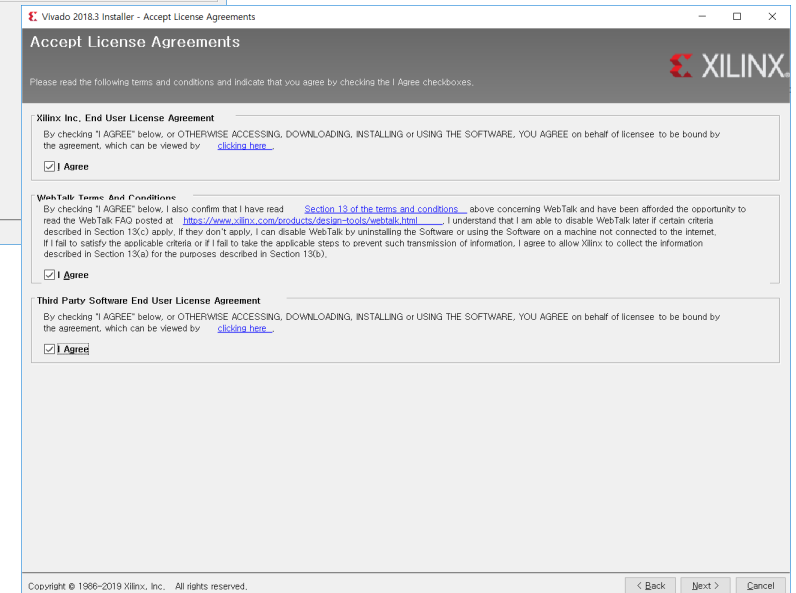 Vivado 2018.3 Installer - Accept License Agreements
Accept License Agreements
XILINX.
Please read the following terms and conditions and indicate that you agree by checking the I Agree checkboxes.
Xilinx Inc. End User License Agreement
By checking "I AGREE" below, or OTHERWISE ACCESSING, DOWNLOADING, INSTALLING or USING THE SOFTWARE, YOU AGREE on behalf of licensee to be bound by
the agreement, which can be viewed by clicking here.
I Agree
WebTalk Terms And Conditions
By checking "I AGREE" below, I also confirm that I have read Section 13 of the terms and conditions above concerning WebTalk and have been afforded the opportunity to
read the WebTalk FAQ posted at https://www.xilinx.com/products/design-tools/webtalk.html. I understand that I am able to disable WebTalk later if certain criteria
described in Section 13(c) apply. If they don't apply, I can disable WebTalk by uninstalling the Software or using the Software on a machine not connected to the internet.
If I fail to satisfy the applicable criteria or if I fail to take the applicable steps to prevent such transmission of information, I agree to allow Xilinx to collect the information
described in Section 13(a) for the purposes described in Section 13(b).
I Agree
Third Party Software End User License Agreement
By checking "I AGREE" below, or OTHERWISE ACCESSING, DOWNLOADING, INSTALLING or USING THE SOFTWARE, YOU AGREE on behalf of licensee to be bound by
the agreement, which can be viewed by clicking here.
I Agree
Copyright © 1986-2019 Xilinx, Inc. All rights reserved.
< Back Next > Cancel